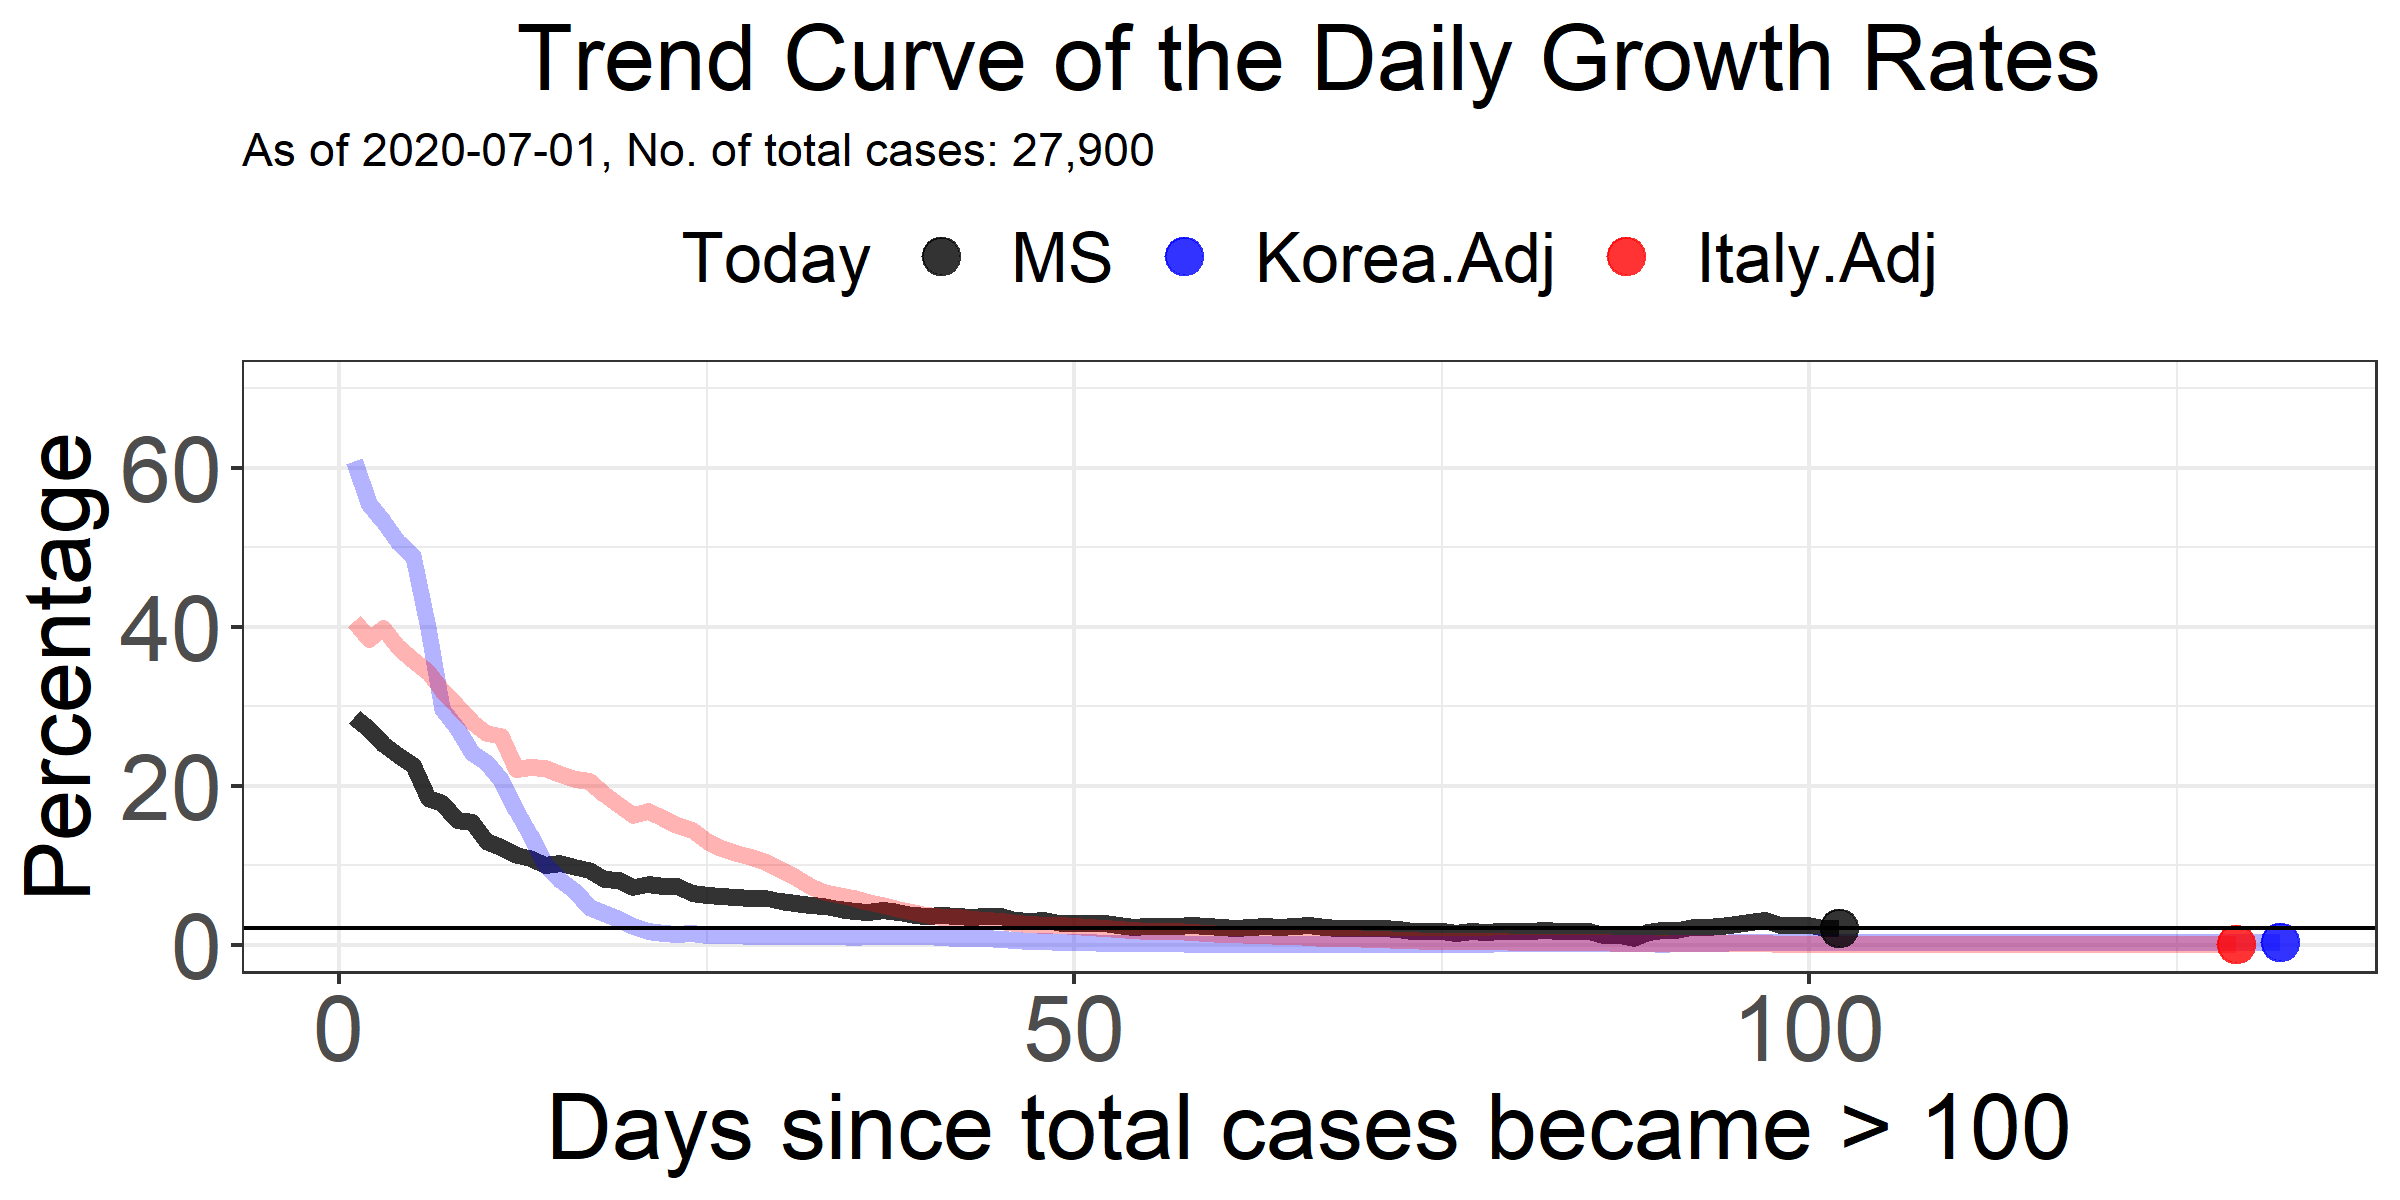 Trend Curve of the Daily Growth Rates
As of 2020-07-01, No. of total cases: 27,900
Today MS Korea.Adj Italy.Adj
Percentage
60
40
20
0
0 50 100
Days since total cases became > 100